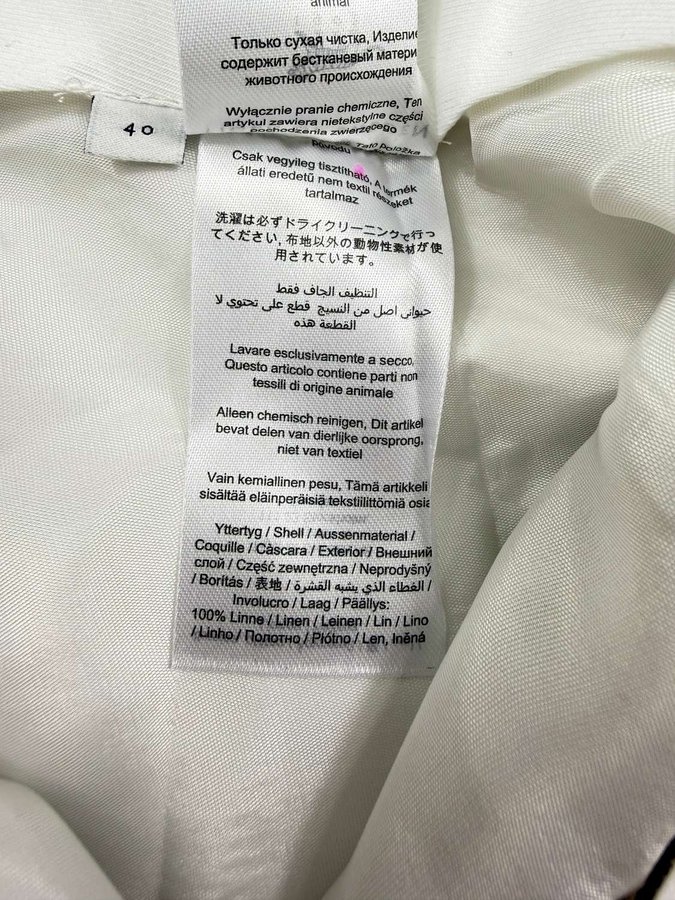 animal
Только сухая чистка, Изделие
содержит бестканевый матери
животного происхождения
Wyłącznie pranie chemiczne, Ten
artykuł zawiera nietekstylne części
pochodzenia zwierzęcego
40
původu
Tato položka
Csak vegyileg tisztítható, A termék
állati eredetű nem textil részeket
tartalmaz
洗濯は必ずドライクリーニングで行っ
てください, 布地以外の動物性素材が使
用されています。
التنظيف الجاف فقط
حيوانى اصل من النسيج قطع على تحتوي لا
القطعة هذه
Lavare esclusivamente a secco,
Questo articolo contiene parti non
tessili di origine animale
Alleen chemisch reinigen, Dit artikel
bevat delen van dierlijke oorsprong,
niet van textiel
Vain kemiallinen pesu, Tämä artikkeli
sisältää eläinperäisiä tekstiilittömiä osia
Yttertyg / Shell / Aussenmaterial /
Coquille / Càscara / Exterior / Внешний
слой / Część zewnętrzna / Neprodyšný
/ Borítás / 表地 / الغطاء الذي يشبه القشرة /
Involucro / Laag / Päällys:
100% Linne / Linen / Leinen / Lin / Lino
/ Linho / Полотно / Płótno / Len, lněná